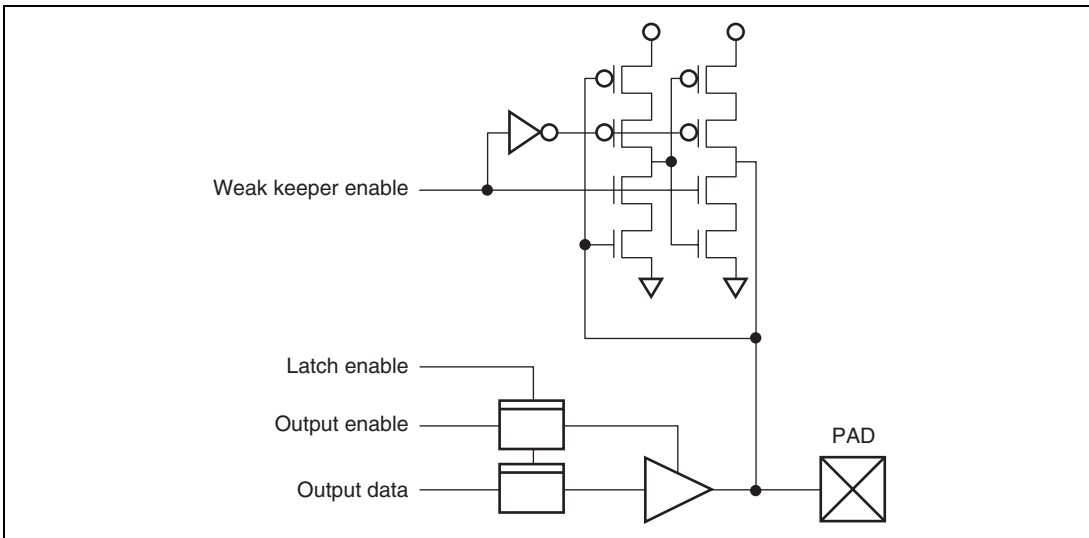 Weak keeper enable
Latch enable
Output enable
PAD
Output data